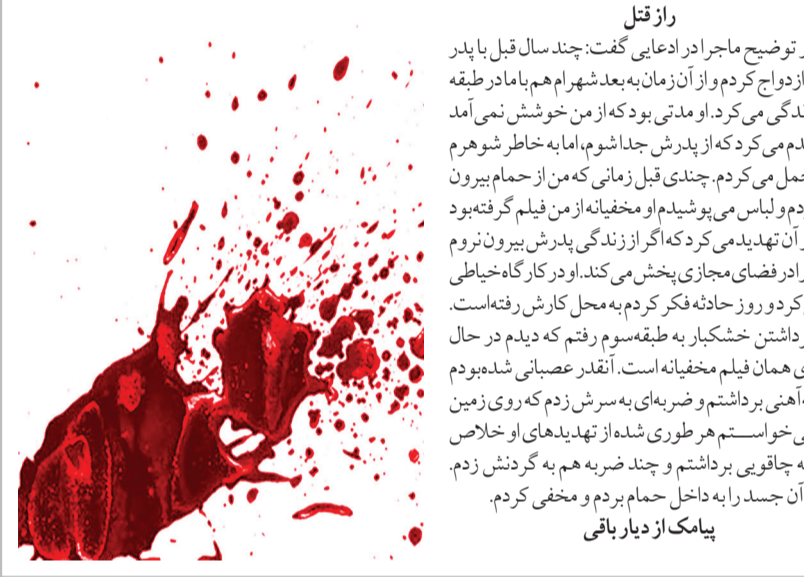 راز قتل
توضیح ماجرا در ادعایی گفت: چند سال قبل با پدر
ازدواج کردم و از آن زمان به بعد شهرام هم با ما در طبقه
می‌کرد. او مدتی بود که از من خوشش نمی‌آمد
می‌کرد که از پدرش جدا شوم، اما به خاطر شوهرم
می‌کردم. چندی قبل زمانی که من از حمام بیرون
و لباس می‌پوشیدم او مخفیانه از من فیلم گرفته‌بود
آن تهدید می‌کرد که اگر از زندگی پدرش بیرون نروم
در فضای مجازی پخش می‌کند. او در کارگاه خیاطی
کرد و روز حادثه فکر کردم به محل کارش رفته‌است.
خشکبار به طبقه‌سوم رفتم که دیدم در حال
همان فیلم مخفیانه است. آنقدر عصبانی شده‌بودم
آهنی برداشتم و ضربه‌ای به سرش زدم که روی زمین
هر طوری شده از تهدیدهای او خلاص
چاقویی برداشتم و چند ضربه هم به گردنش زدم.
آن جسد را به داخل حمام بردم و مخفی کردم.
پیامک از دیار باقی